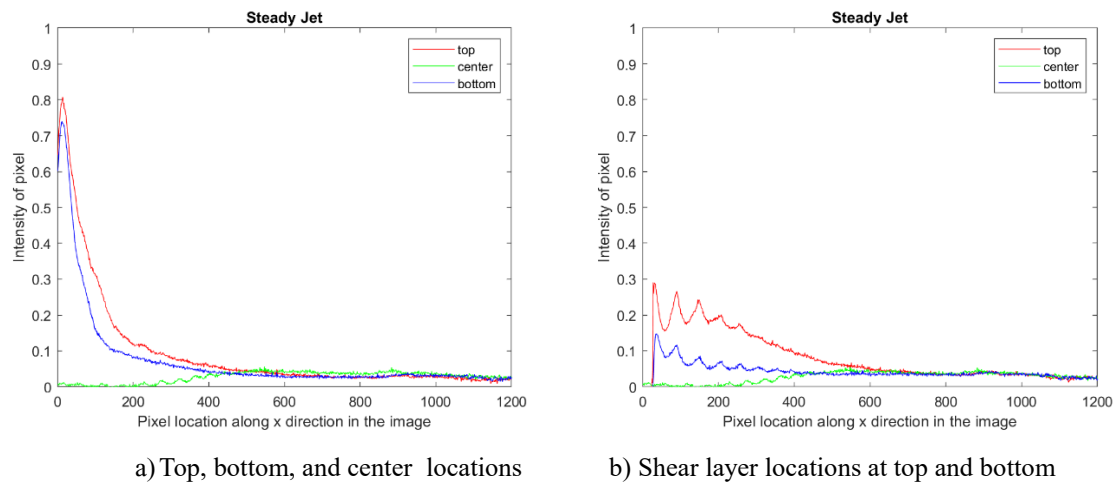 Steady Jet
1
0.9
0.8
0.7
0.6
0.5
0.4
0.3
0.2
0.1
0
Intensity of pixel
top
center
bottom
0 200 400 600 800 1000 1200
Pixel location along x direction in the image
a) Top, bottom, and center locations
Steady Jet
1
0.9
0.8
0.7
0.6
0.5
0.4
0.3
0.2
0.1
0
Intensity of pixel
top
center
bottom
0 200 400 600 800 1000 1200
Pixel location along x direction in the image
b) Shear layer locations at top and bottom